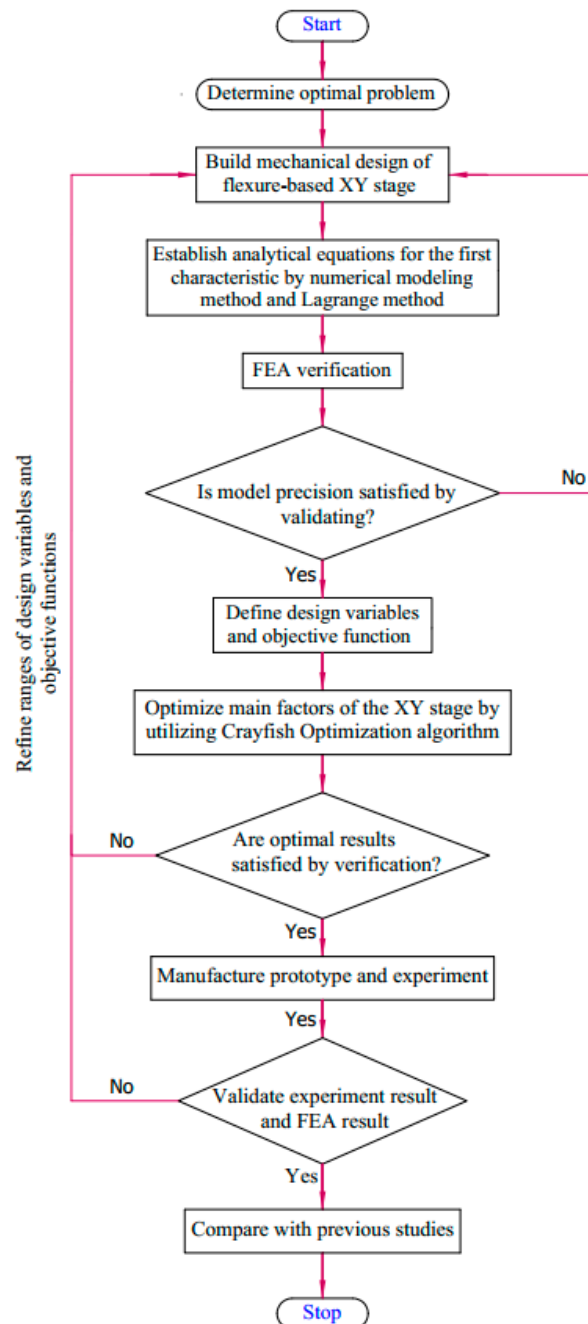 Start
Determine optimal problem
Build mechanical design of
flexure-based XY stage
Establish analytical equations for the first
characteristic by numerical modeling
method and Lagrange method
FEA verification
Is model precision satisfied by
validating?
No
Yes
Define design variables
and objective function
Optimize main factors of the XY stage by
utilizing Crayfish Optimization algorithm
Refine ranges of design variables and
objective functions
No
Are optimal results
satisfied by verification?
Yes
Manufacture prototype and experiment
Yes
No
Validate experiment result
and FEA result
Yes
Compare with previous studies
Stop